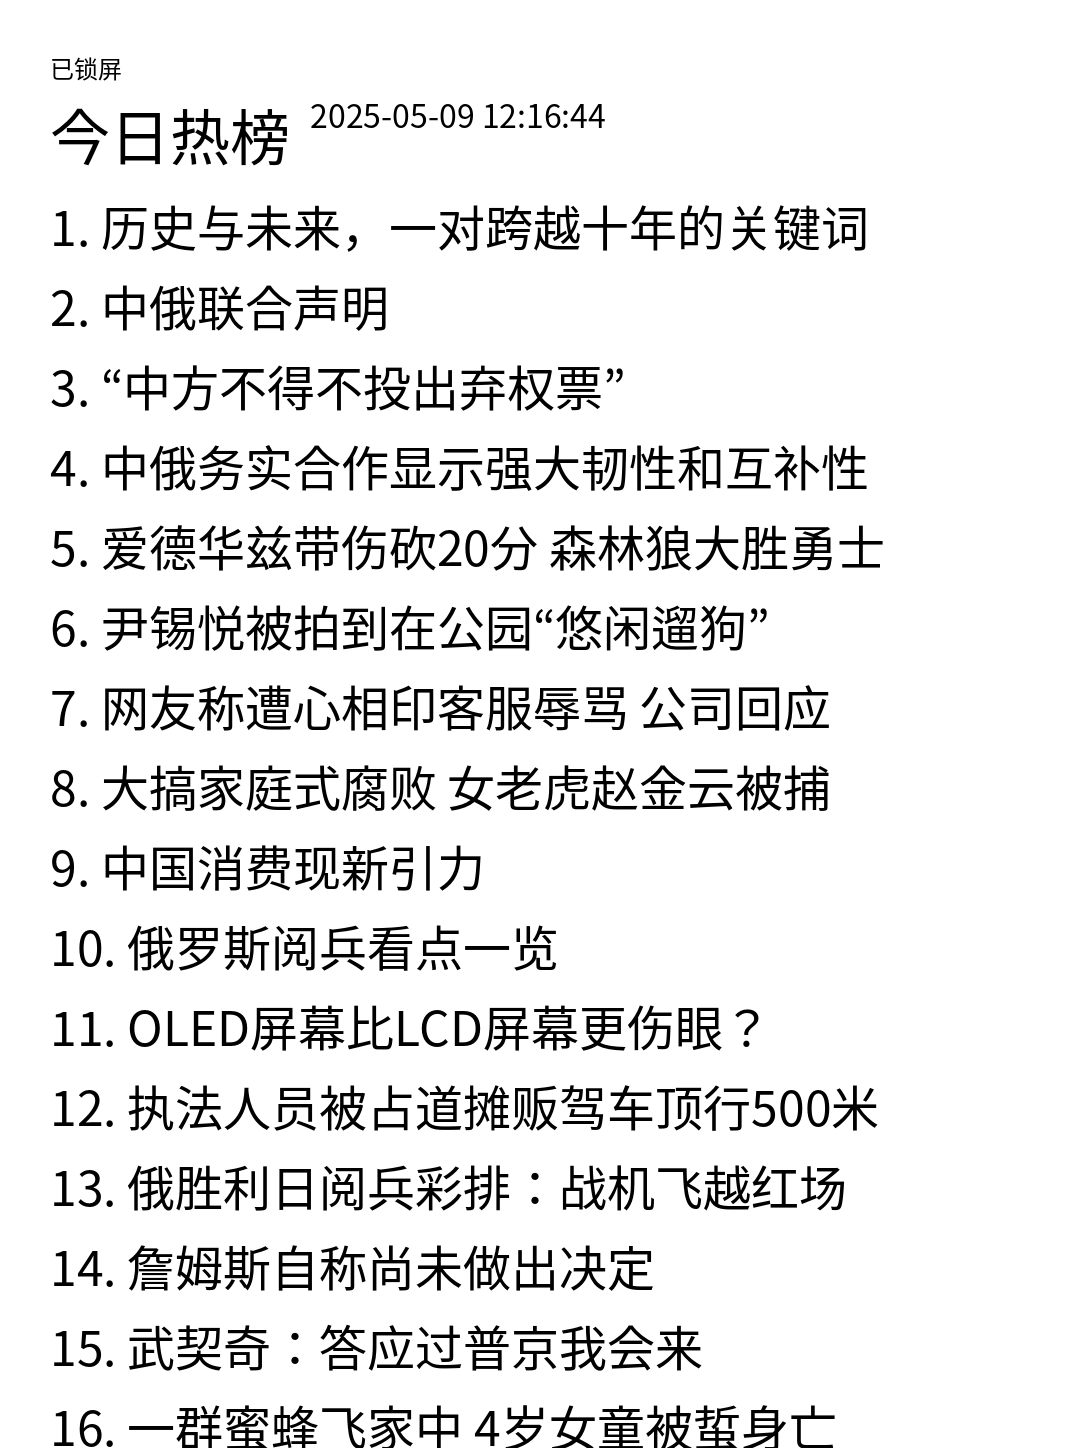 已锁屏
今日热榜 2025-05-09 12:16:44
1. 历史与未来，一对跨越十年的关键词
2. 中俄联合声明
3. “中方不得不投出弃权票”
4. 中俄务实合作显示强大韧性和互补性
5. 爱德华兹带伤砍20分 森林狼大胜勇士
6. 尹锡悦被拍到在公园“悠闲遛狗”
7. 网友称遭心相印客服辱骂 公司回应
8. 大搞家庭式腐败 女老虎赵金云被捕
9. 中国消费现新引力
10. 俄罗斯阅兵看点一览
11. OLED屏幕比LCD屏幕更伤眼？
12. 执法人员被占道摊贩驾车顶行500米
13. 俄胜利日阅兵彩排：战机飞越红场
14. 詹姆斯自称尚未做出决定
15. 武契奇：答应过普京我会来
16. 一群蜜蜂飞家中 4岁女童被蜇身亡